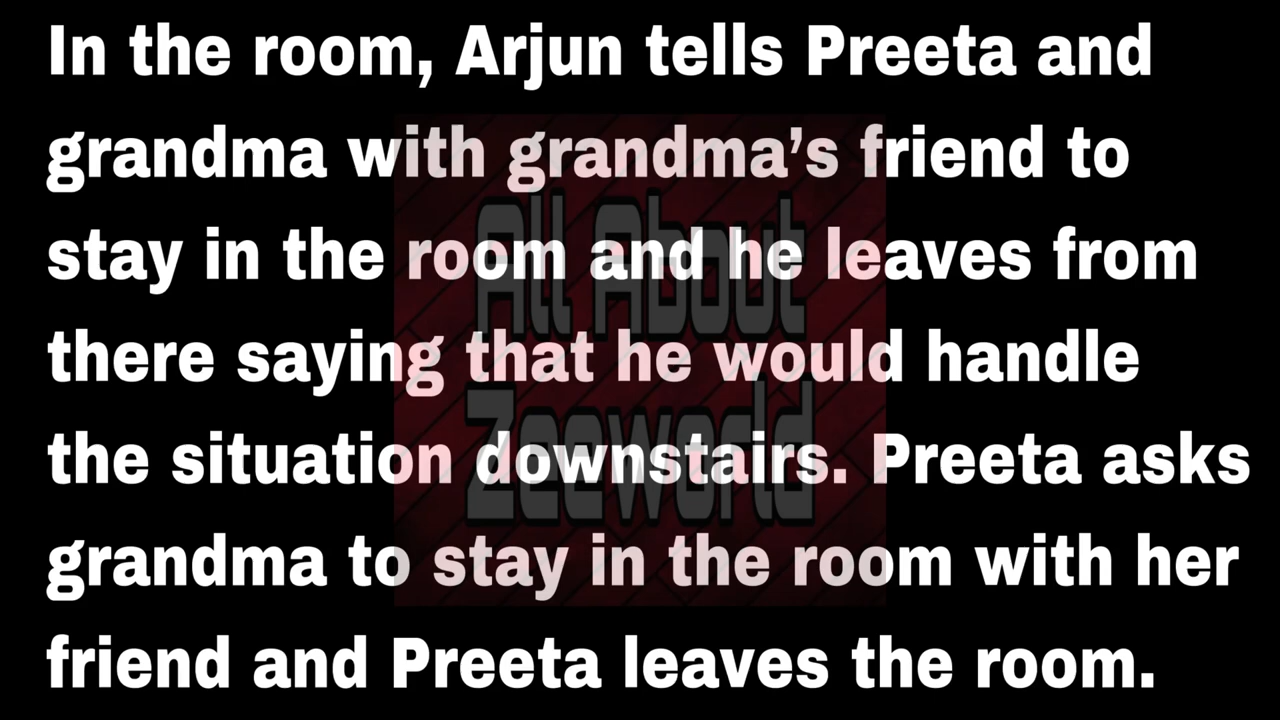 In the room, Arjun tells Preeta and
grandma with grandma’s friend to
stay in the room and he leaves from
there saying that he would handle
the situation downstairs. Preeta asks
grandma to stay in the room with her
friend and Preeta leaves the room.
All About
Zeeworld